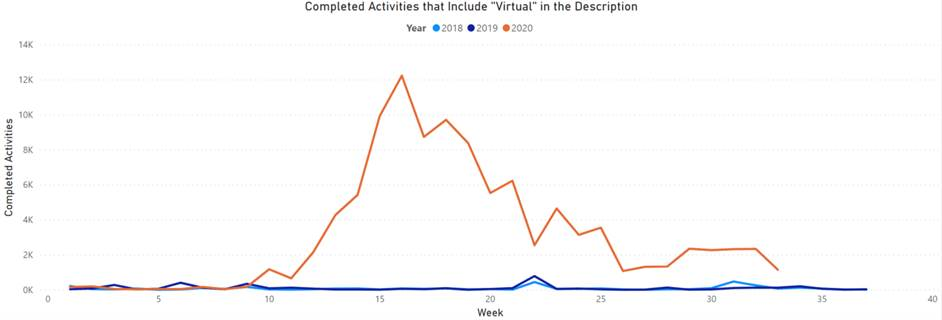 Completed Activities that Include "Virtual" in the Description
Year 2018 2019 2020
14K
12K
10K
8K
6K
4K
2K
0K
Completed Activities
0 5 10 15 20 25 30 35 40
Week